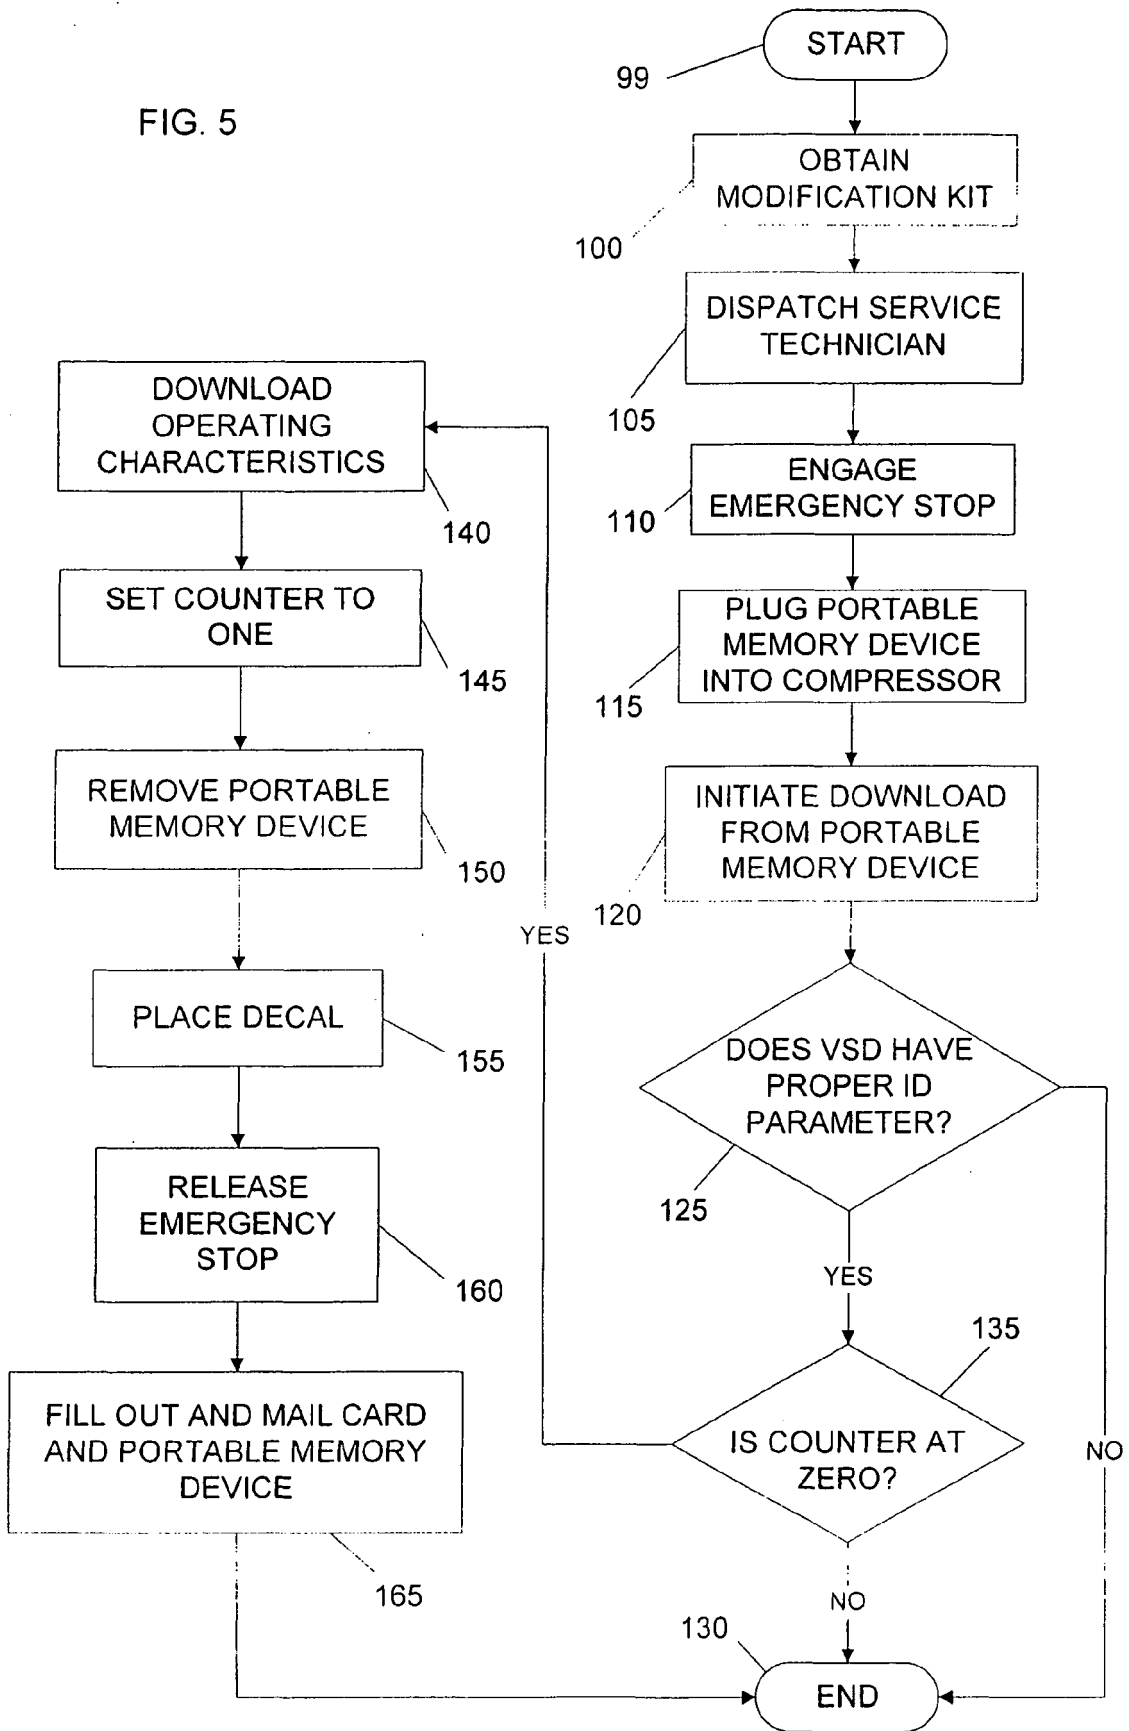 FIG. 5
START
99
OBTAIN
MODIFICATION KIT
100
DISPATCH SERVICE
TECHNICIAN
105
ENGAGE
EMERGENCY STOP
110
PLUG PORTABLE
MEMORY DEVICE
INTO COMPRESSOR
115
INITIATE DOWNLOAD
FROM PORTABLE
MEMORY DEVICE
120
DOES VSD HAVE
PROPER ID
PARAMETER?
125
YES
NO
135
IS COUNTER AT
ZERO?
YES
NO
130
END
DOWNLOAD
OPERATING
CHARACTERISTICS
140
SET COUNTER TO
ONE
145
REMOVE PORTABLE
MEMORY DEVICE
150
PLACE DECAL
155
RELEASE
EMERGENCY
STOP
160
FILL OUT AND MAIL CARD
AND PORTABLE MEMORY
DEVICE
165